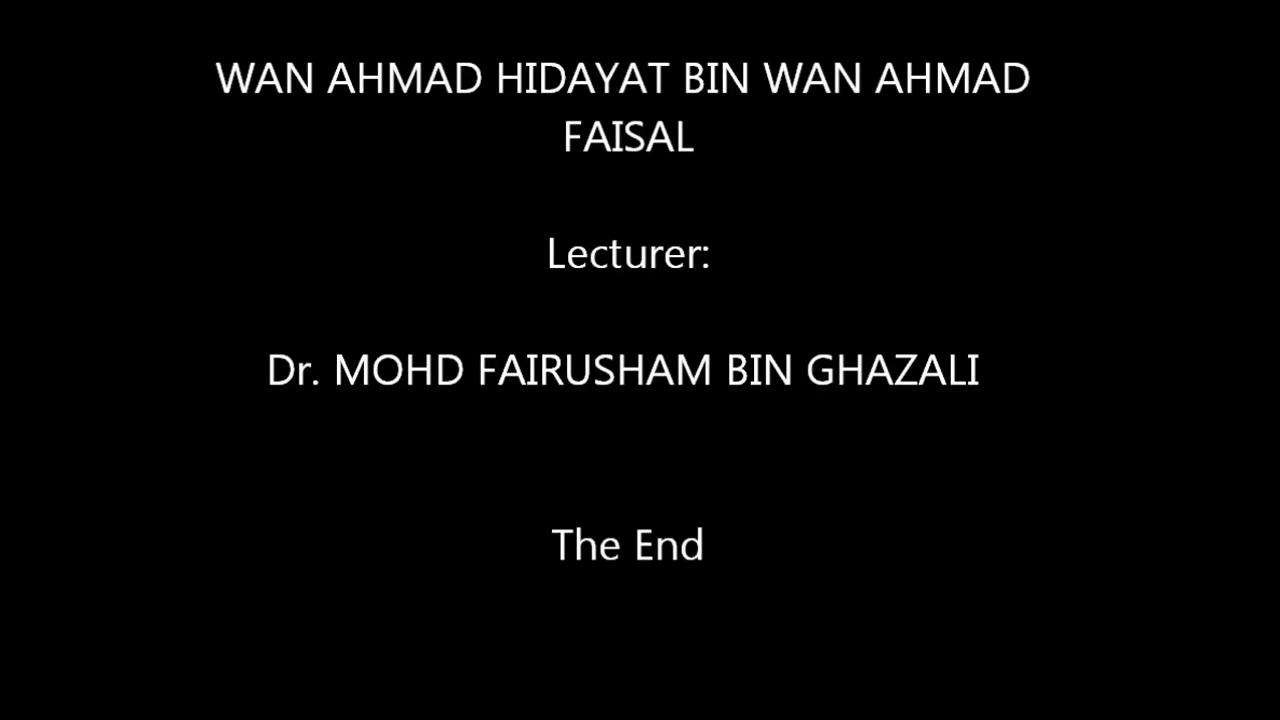 WAN AHMAD HIDAYAT BIN WAN AHMAD
FAISAL
Lecturer:
Dr. MOHD FAIRUSHAM BIN GHAZALI
The End